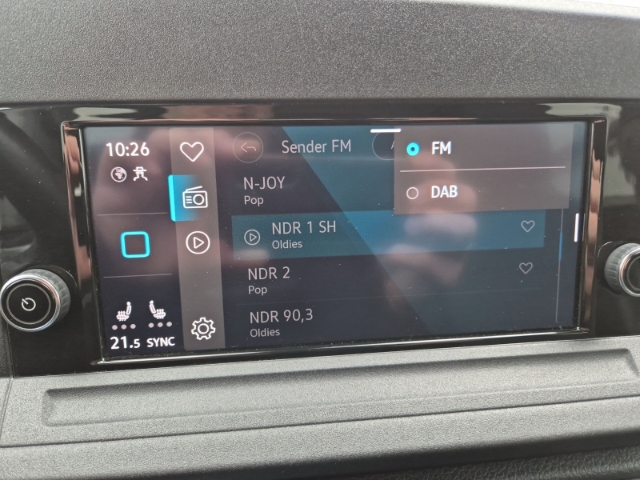 10:26
Sender FM
FM
DAB
N-JOY
Pop
NDR 1 SH
Oldies
NDR 2
Pop
NDR 90,3
Oldies
21.5 SYNC